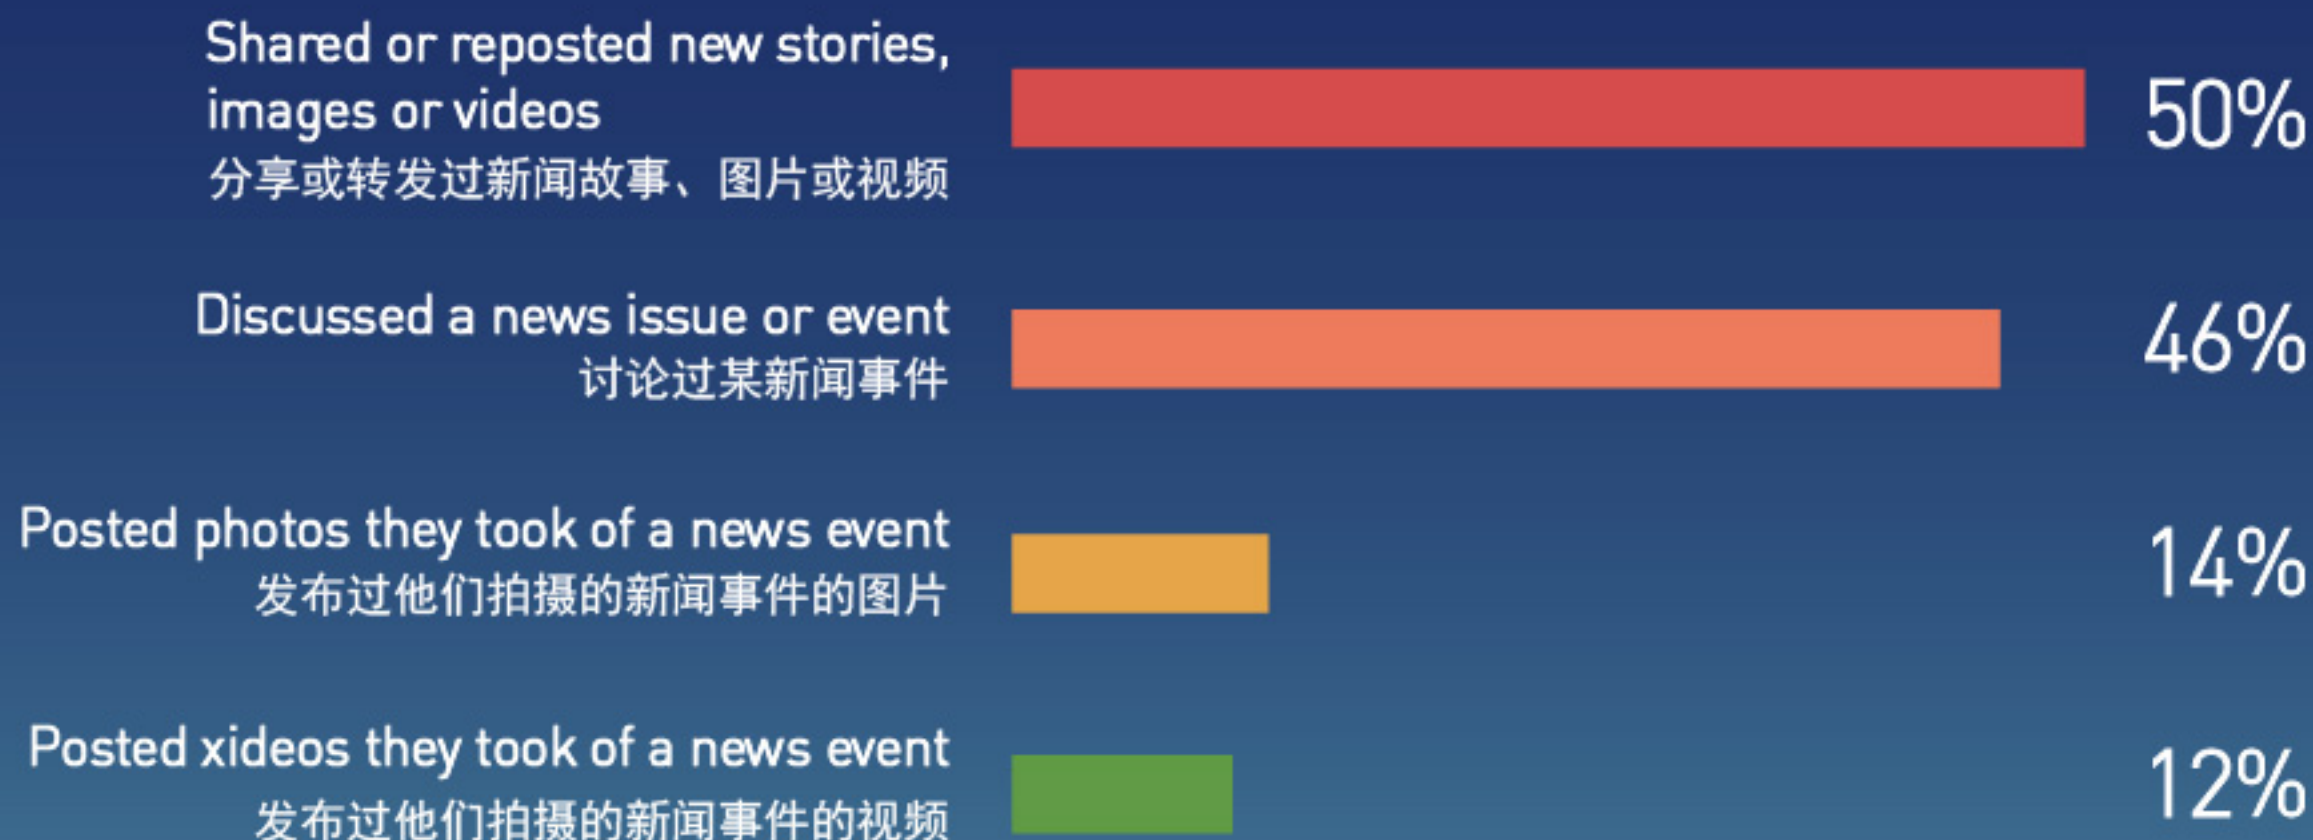 Shared or reposted new stories,
images or videos
分享或转发过新闻故事、图片或视频
50%
Discussed a news issue or event
讨论过某新闻事件
46%
Posted photos they took of a news event
发布过他们拍摄的新闻事件的图片
14%
Posted xideos they took of a news event
发布过他们拍摄的新闻事件的视频
12%